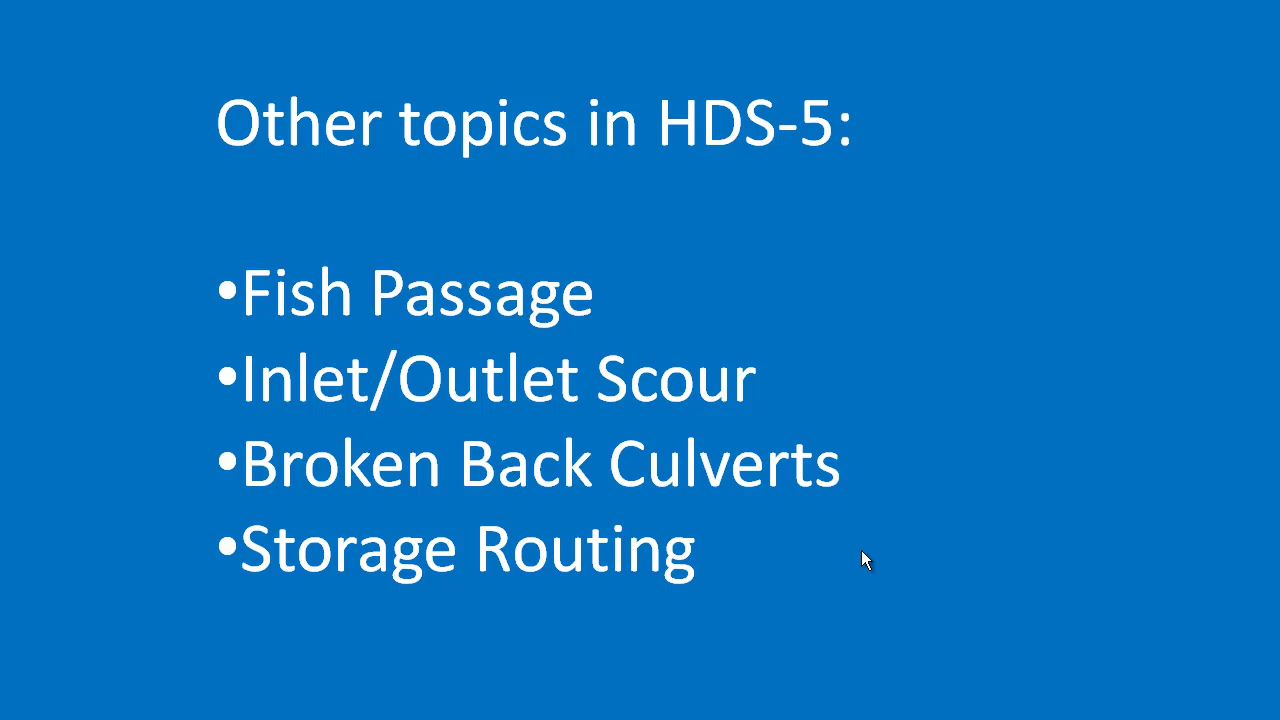 Other topics in HDS-5:
•Fish Passage
•Inlet/Outlet Scour
•Broken Back Culverts
•Storage Routing